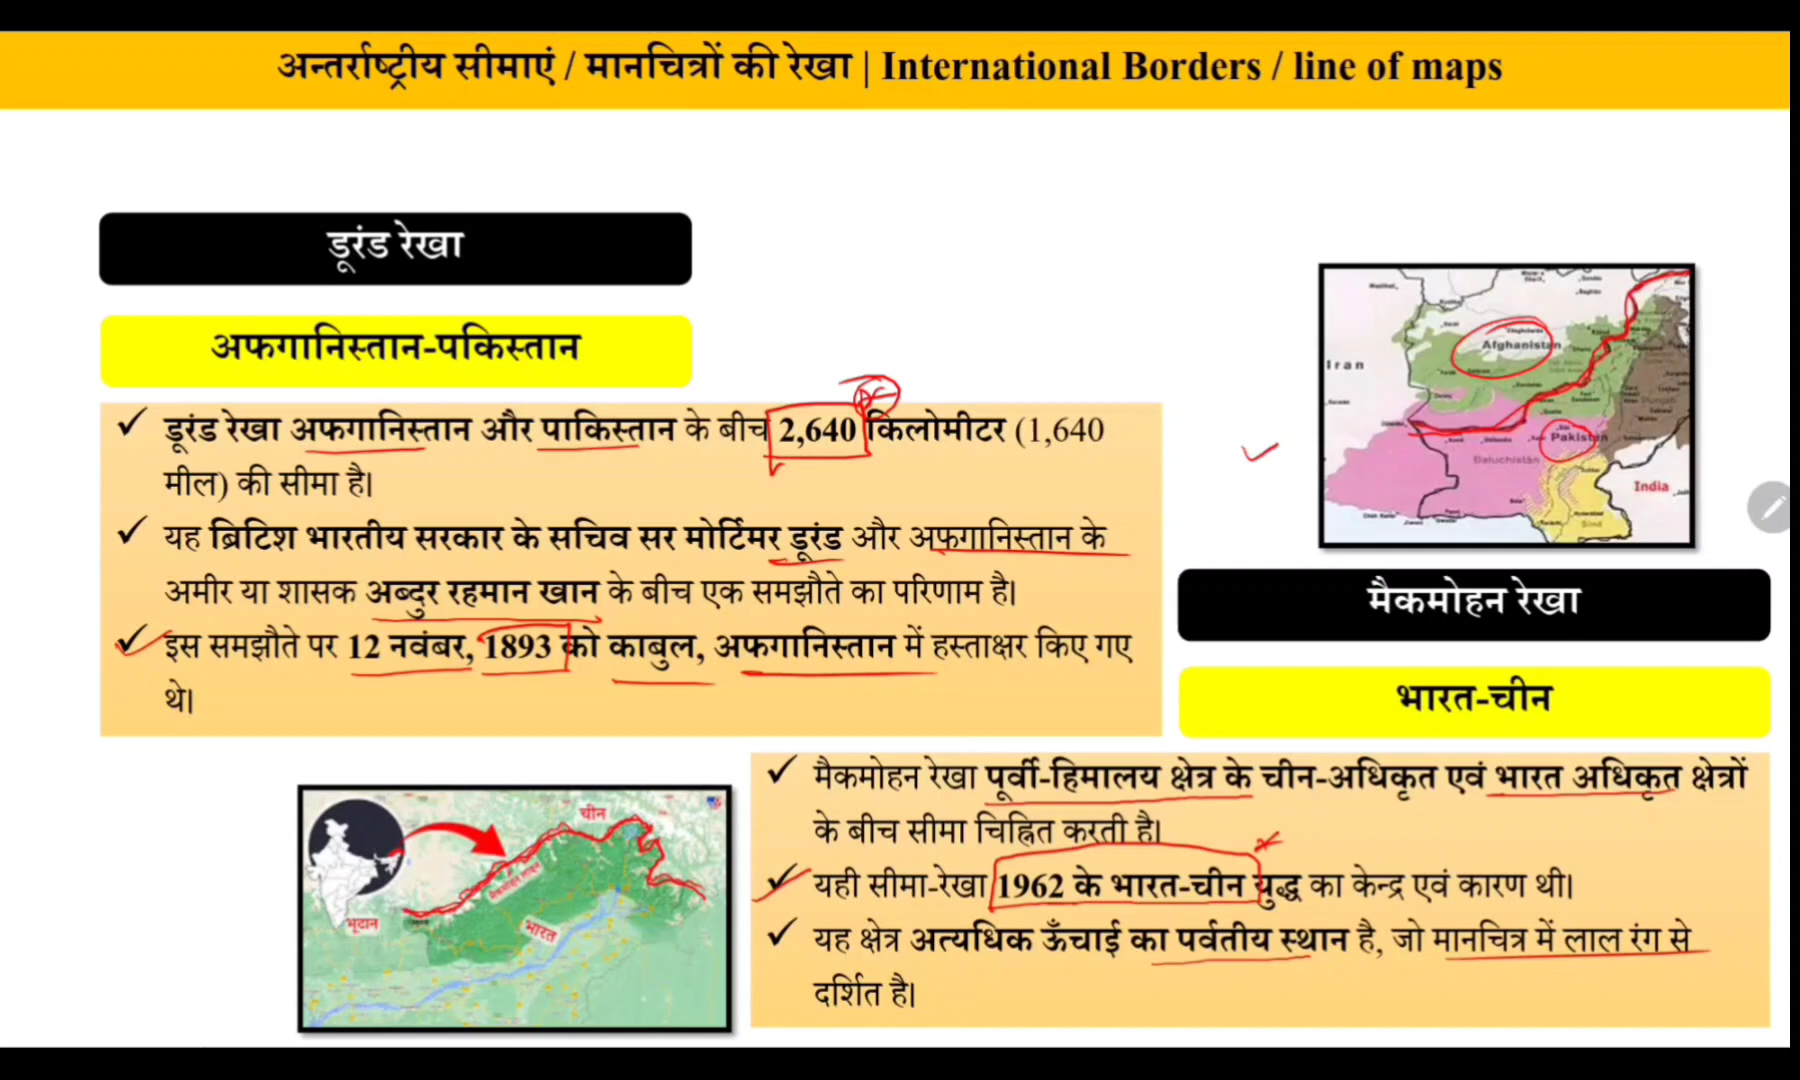 अन्तर्राष्ट्रीय सीमाएं / मानचित्रों की रेखा | International Borders / line of maps
डूरंड रेखा
अफगानिस्तान-पकिस्तान
डूरंड रेखा अफगानिस्तान और पाकिस्तान के बीच 2,640 किलोमीटर (1,640
मील) की सीमा है।
यह ब्रिटिश भारतीय सरकार के सचिव सर मोर्टिमर डूरंड और अफगानिस्तान के
अमीर या शासक अब्दुर रहमान खान के बीच एक समझौते का परिणाम है।
इस समझौते पर 12 नवंबर, 1893 को काबुल, अफगानिस्तान में हस्ताक्षर किए गए
थे।
Afghanistan
Iran
Pakistan
Baluchistan
India
Sind
Punjab
मैकमोहन रेखा
भारत-चीन
मैकमोहन रेखा पूर्वी-हिमालय क्षेत्र के चीन-अधिकृत एवं भारत अधिकृत क्षेत्रों
के बीच सीमा चिह्नित करती है।
यही सीमा-रेखा 1962 के भारत-चीन युद्ध का केन्द्र एवं कारण थी।
यह क्षेत्र अत्यधिक ऊँचाई का पर्वतीय स्थान है, जो मानचित्र में लाल रंग से
दर्शित है।
चीन
भूटान
भारत